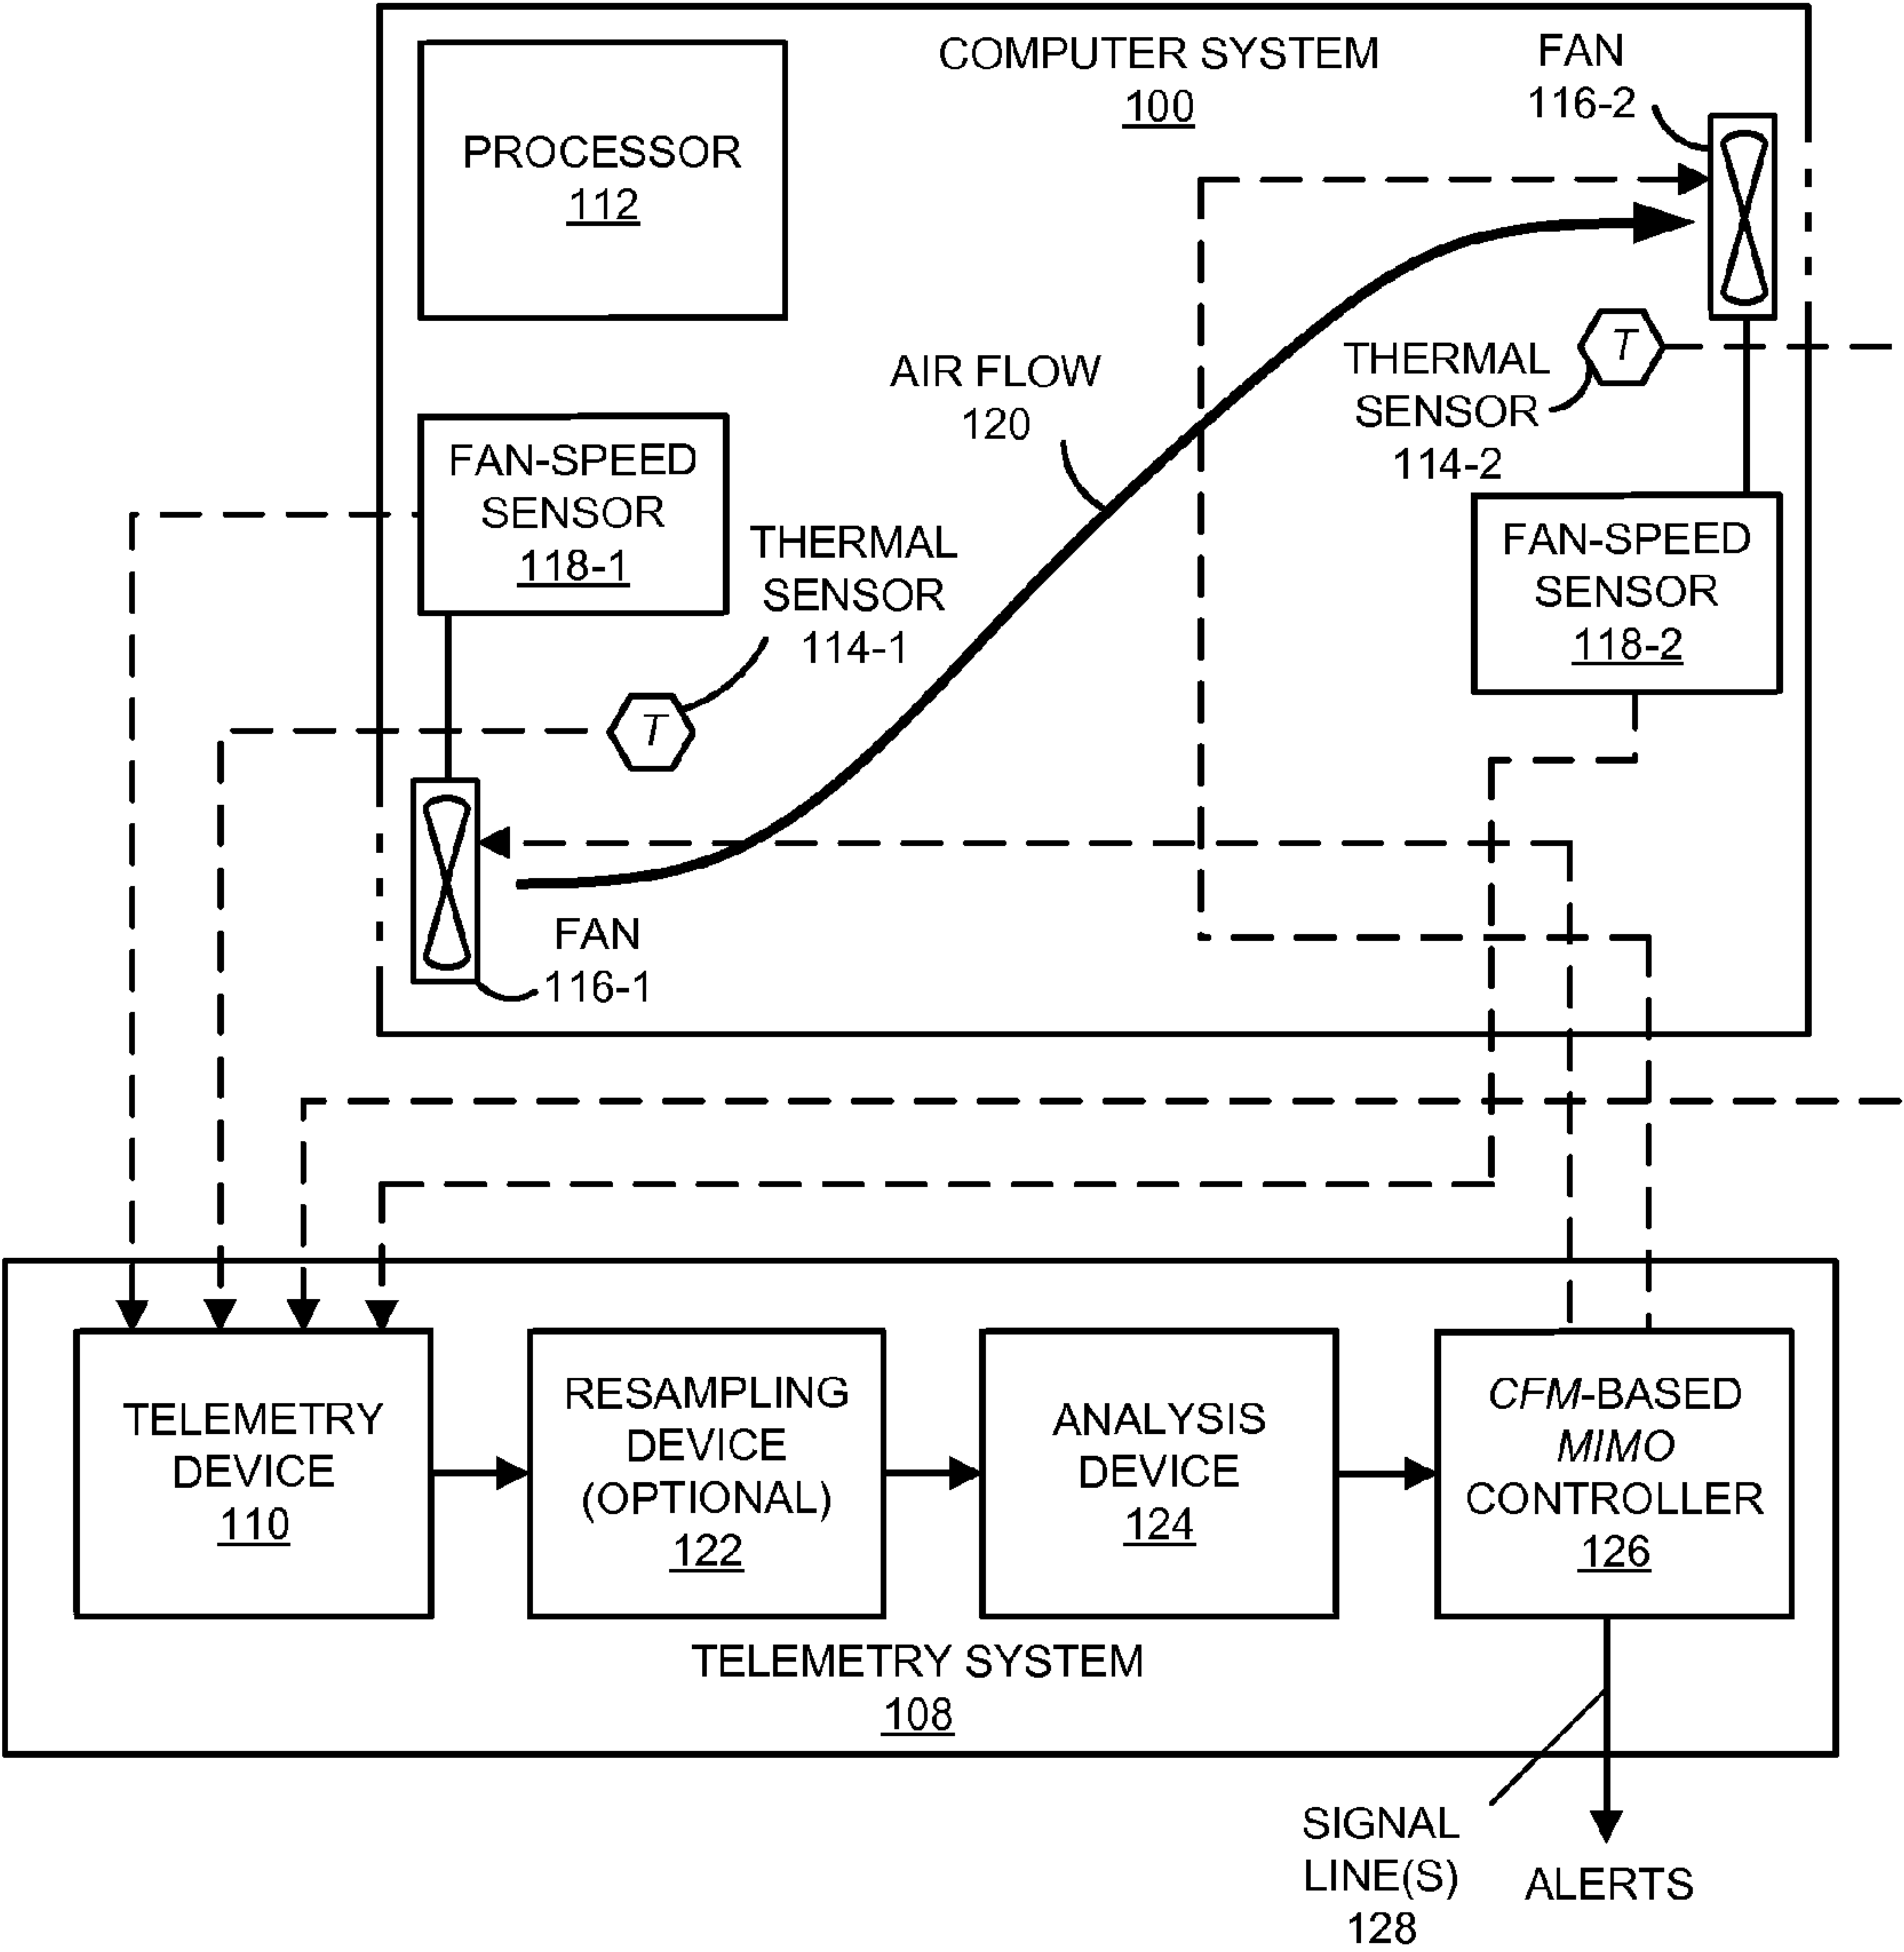 COMPUTER SYSTEM
100
FAN
116-2
PROCESSOR
112
AIR FLOW
120
THERMAL
SENSOR
114-2
T
FAN-SPEED
SENSOR
118-1
THERMAL
SENSOR
114-1
T
FAN-SPEED
SENSOR
118-2
FAN
116-1
TELEMETRY
DEVICE
110
RESAMPLING
DEVICE
(OPTIONAL)
122
ANALYSIS
DEVICE
124
CFM-BASED
MIMO
CONTROLLER
126
TELEMETRY SYSTEM
108
SIGNAL
LINE(S)
128
ALERTS